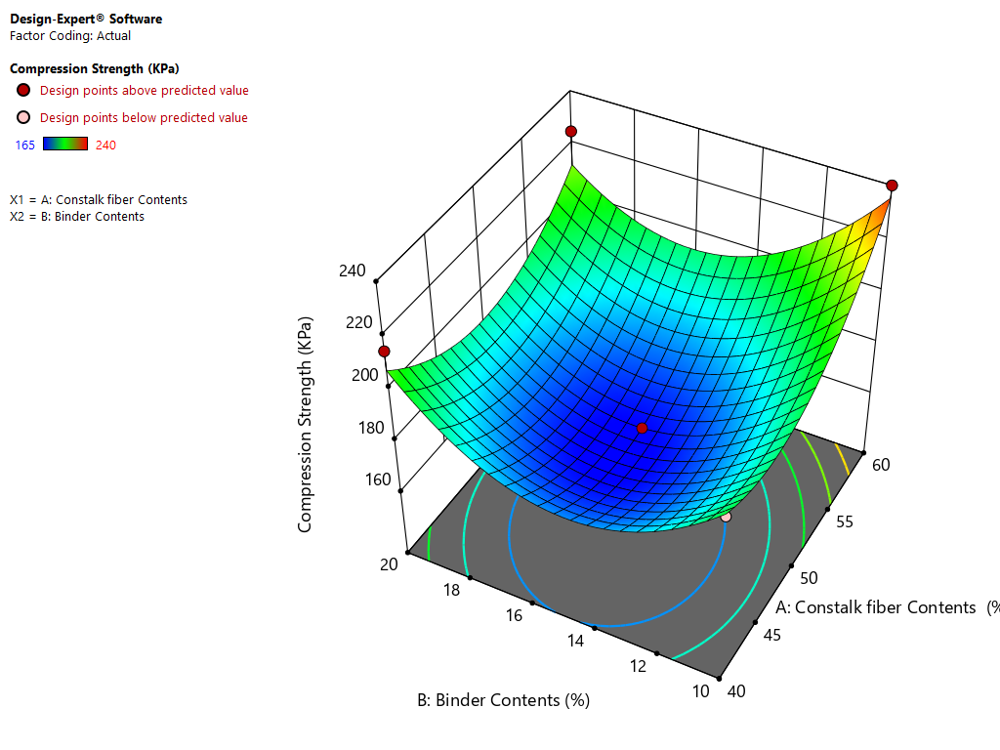 Design-Expert® Software
Factor Coding: Actual
Compression Strength (KPa)
Design points above predicted value
Design points below predicted value
165 240
X1 = A: Constalk fiber Contents
X2 = B: Binder Contents
240
220
200
180
160
Compression Strength (KPa)
20
18
16
14
12
10
B: Binder Contents (%)
40
45
50
55
60
A: Constalk fiber Contents (%